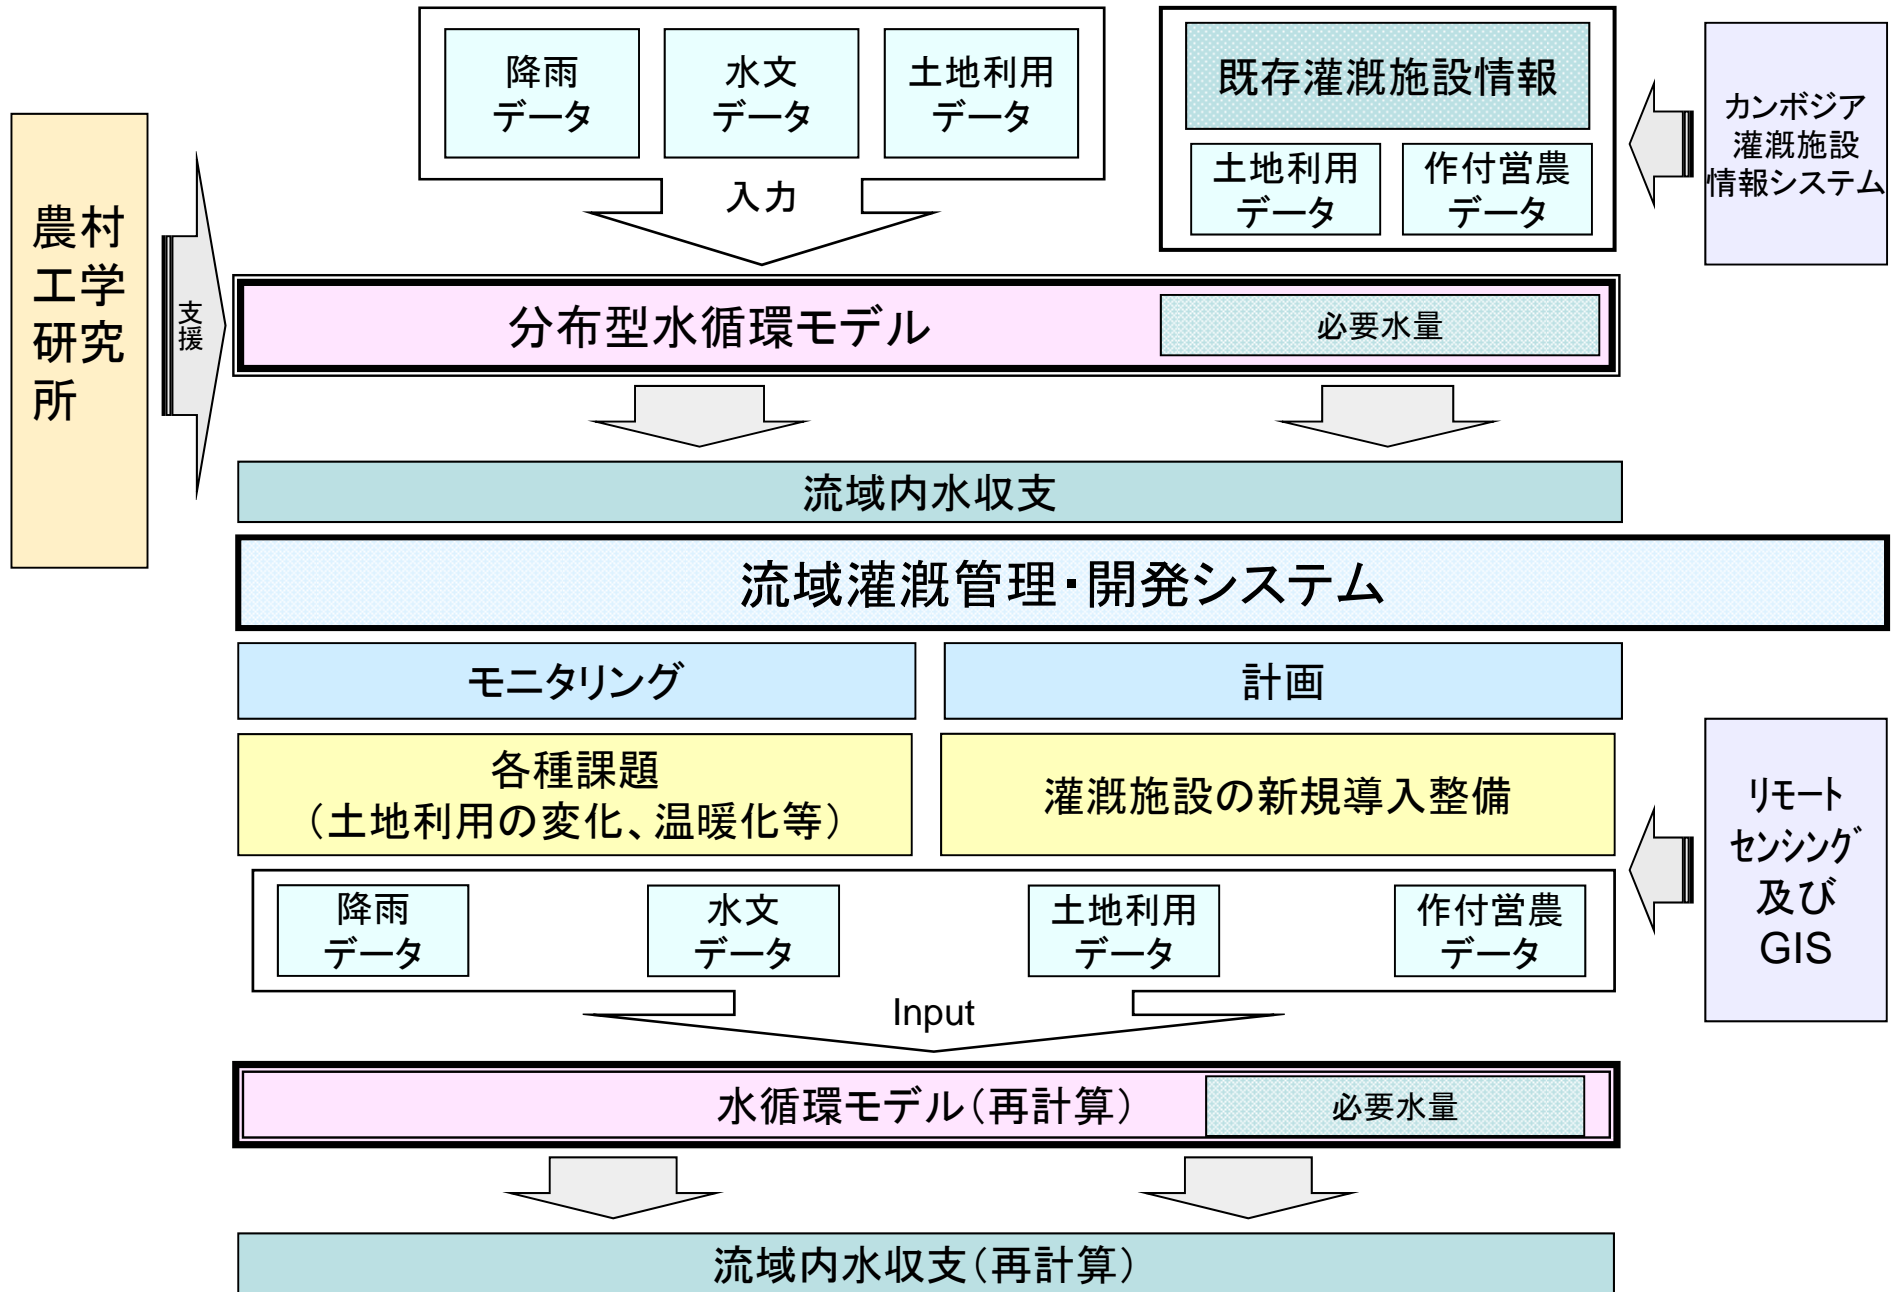 降雨
データ
水文
データ
土地利用
データ
入力
既存灌漑施設情報
土地利用
データ
作付営農
データ
カンボジア
灌漑施設
情報システム
農村
工学
研究
所
支援
分布型水循環モデル
必要水量
流域内水収支
流域灌漑管理・開発システム
モニタリング
計画
各種課題
（土地利用の変化、温暖化等）
灌漑施設の新規導入整備
リモート
センシング
及び
GIS
降雨
データ
水文
データ
土地利用
データ
作付営農
データ
Input
水循環モデル（再計算）
必要水量
流域内水収支（再計算）